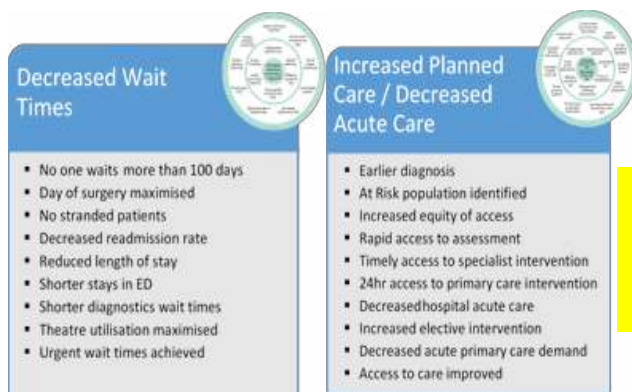 Decreased Wait
Times
▪ No one waits more than 100 days
▪ Day of surgery maximised
▪ No stranded patients
▪ Decreased readmission rate
▪ Reduced length of stay
▪ Shorter stays in ED
▪ Shorter diagnostics wait times
▪ Theatre utilisation maximised
▪ Urgent wait times achieved
Increased Planned
Care / Decreased
Acute Care
▪ Earlier diagnosis
▪ At Risk population identified
▪ Increased equity of access
▪ Rapid access to assessment
▪ Timely access to specialist intervention
▪ 24hr access to primary care intervention
▪ Decreasedhospital acute care
▪ Increased elective intervention
▪ Decreased acute primary care demand
▪ Access to care improved